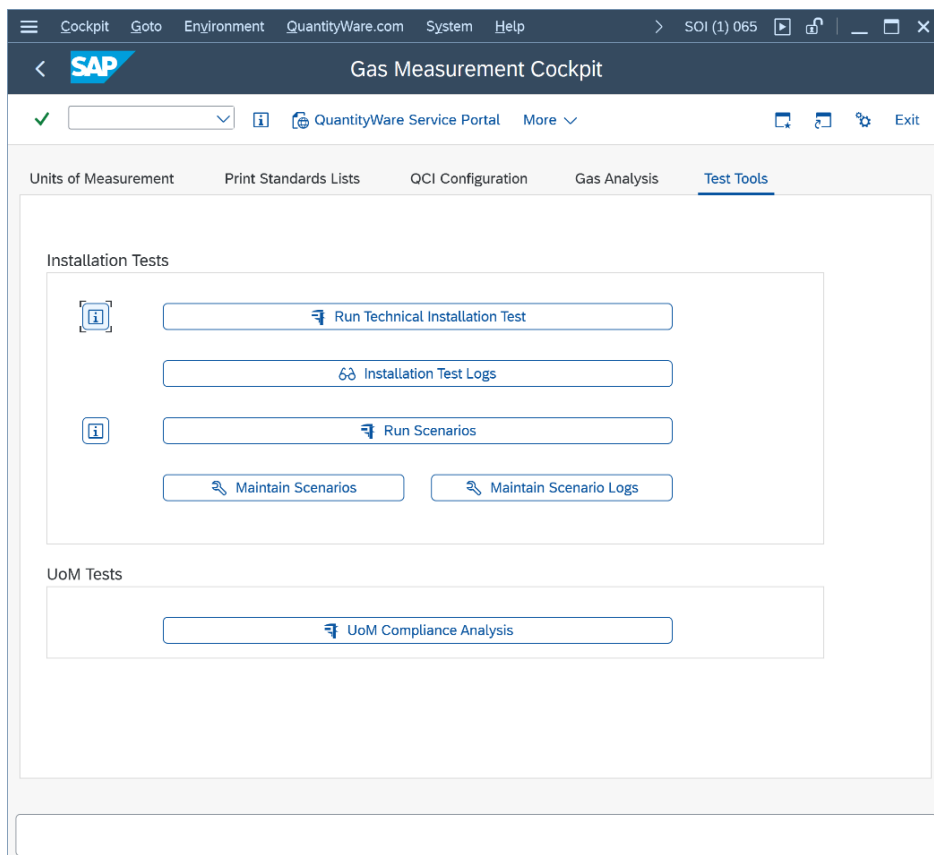 Cockpit Goto Environment QuantityWare.com System Help SOI (1) 065
SAP Gas Measurement Cockpit
QuantityWare Service Portal More Exit
Units of Measurement Print Standards Lists QCI Configuration Gas Analysis Test Tools
Installation Tests
Run Technical Installation Test
Installation Test Logs
Run Scenarios
Maintain Scenarios Maintain Scenario Logs
UoM Tests
UoM Compliance Analysis